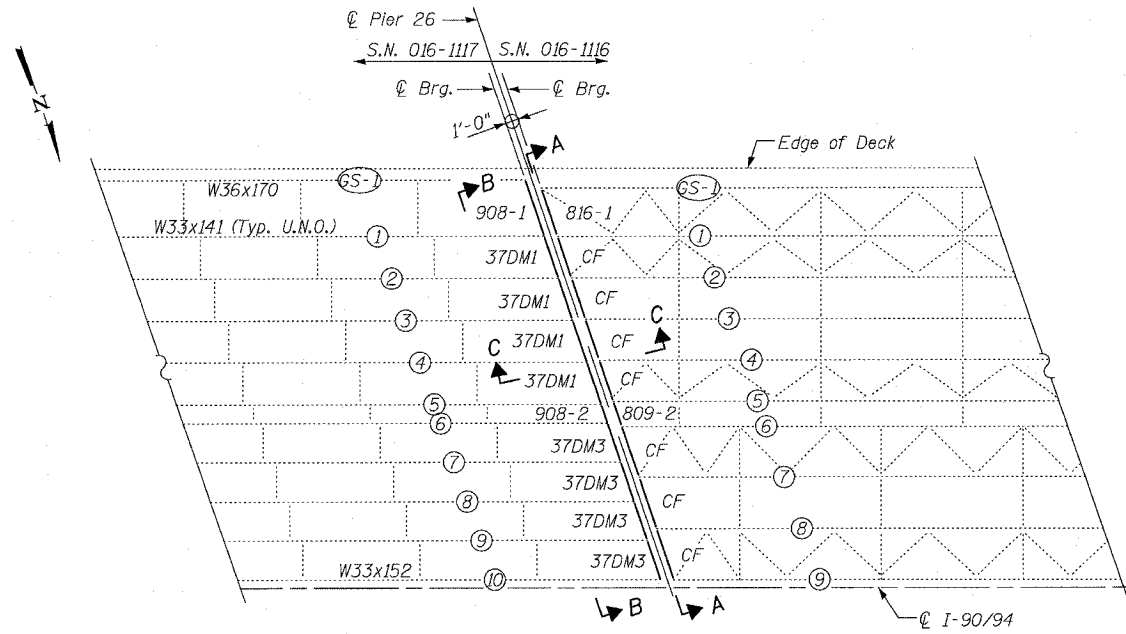 ℄ Pier 26
S.N. 016-1117 S.N. 016-1116
℄ Brg. ℄ Brg.
N
1'-0"
A
Edge of Deck
W36x170 GS-1 B GS-1
908-1 816-1
W33x141 (Typ. U.N.O.) 1 1
37DM1 CF
2 2
37DM1 CF
3 3
37DM1 CF C
C 4 4
37DM1 CF
5 5
908-2 809-2
6 6
37DM3 CF
7 7
37DM3 CF
8 8
37DM3
9
37DM3 CF
W33x152 10 9
B A
℄ I-90/94